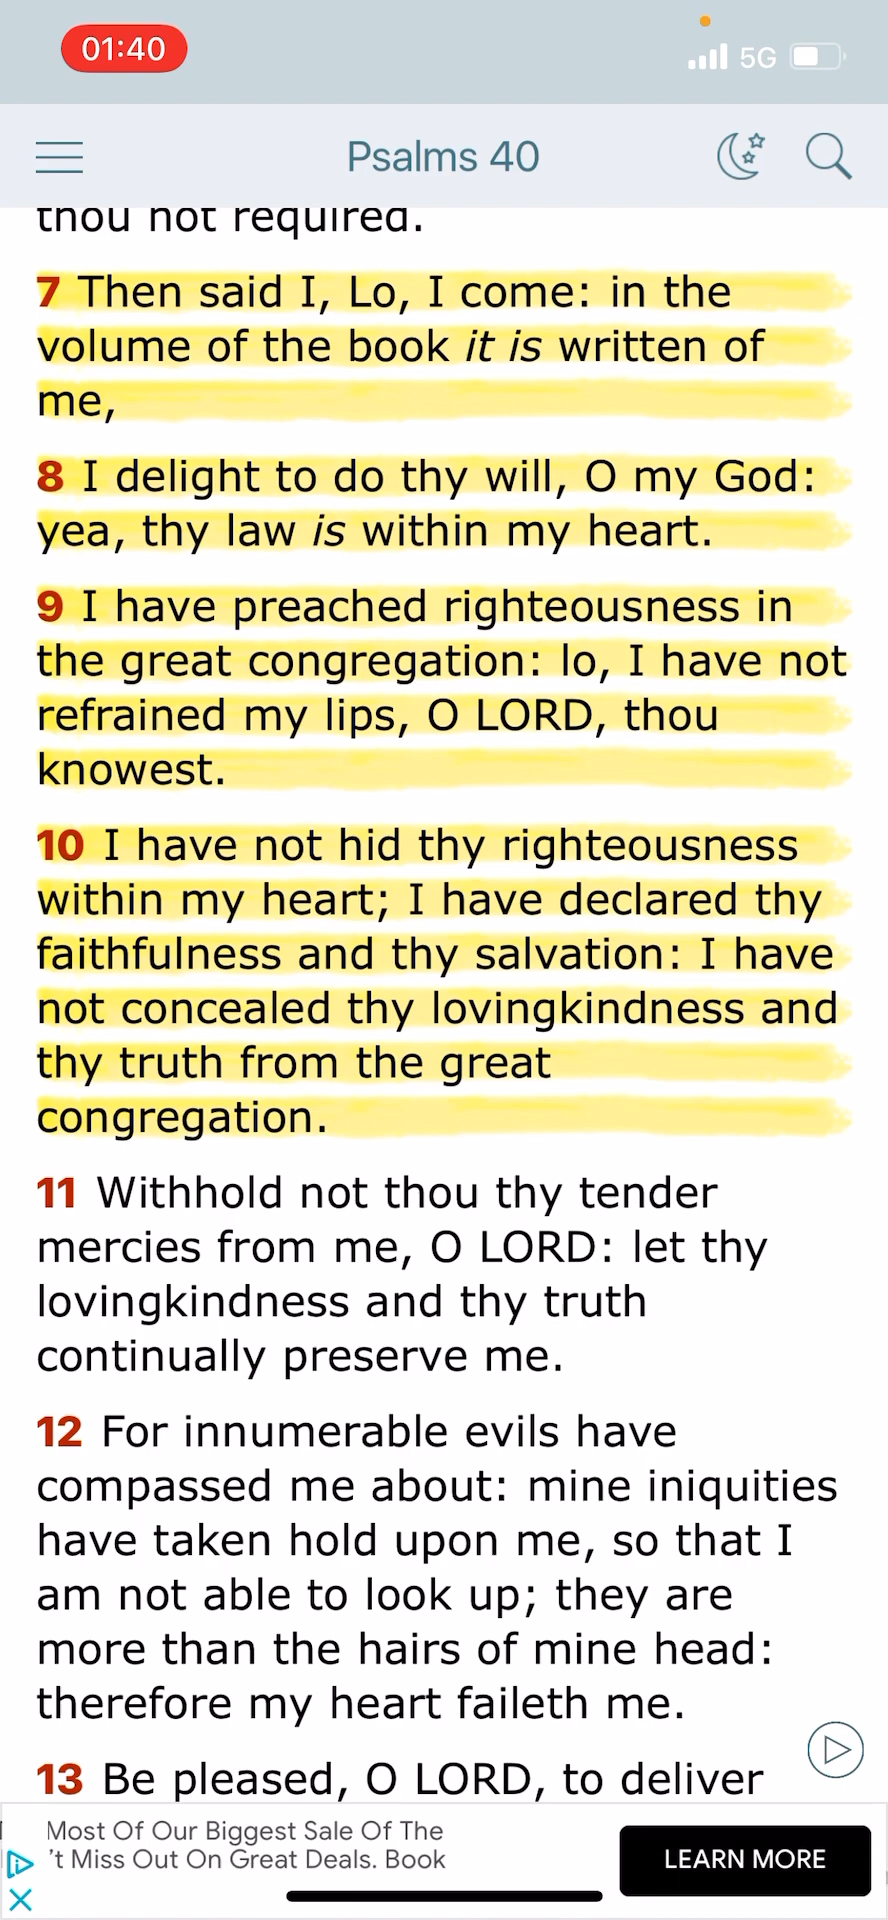 01:40
5G
Psalms 40
thou not required.
7 Then said I, Lo, I come: in the
volume of the book it is written of
me,
8 I delight to do thy will, O my God:
yea, thy law is within my heart.
9 I have preached righteousness in
the great congregation: lo, I have not
refrained my lips, O LORD, thou
knowest.
10 I have not hid thy righteousness
within my heart; I have declared thy
faithfulness and thy salvation: I have
not concealed thy lovingkindness and
thy truth from the great
congregation.
11 Withhold not thou thy tender
mercies from me, O LORD: let thy
lovingkindness and thy truth
continually preserve me.
12 For innumerable evils have
compassed me about: mine iniquities
have taken hold upon me, so that I
am not able to look up; they are
more than the hairs of mine head:
therefore my heart faileth me.
13 Be pleased, O LORD, to deliver
Most Of Our Biggest Sale Of The
't Miss Out On Great Deals. Book
LEARN MORE